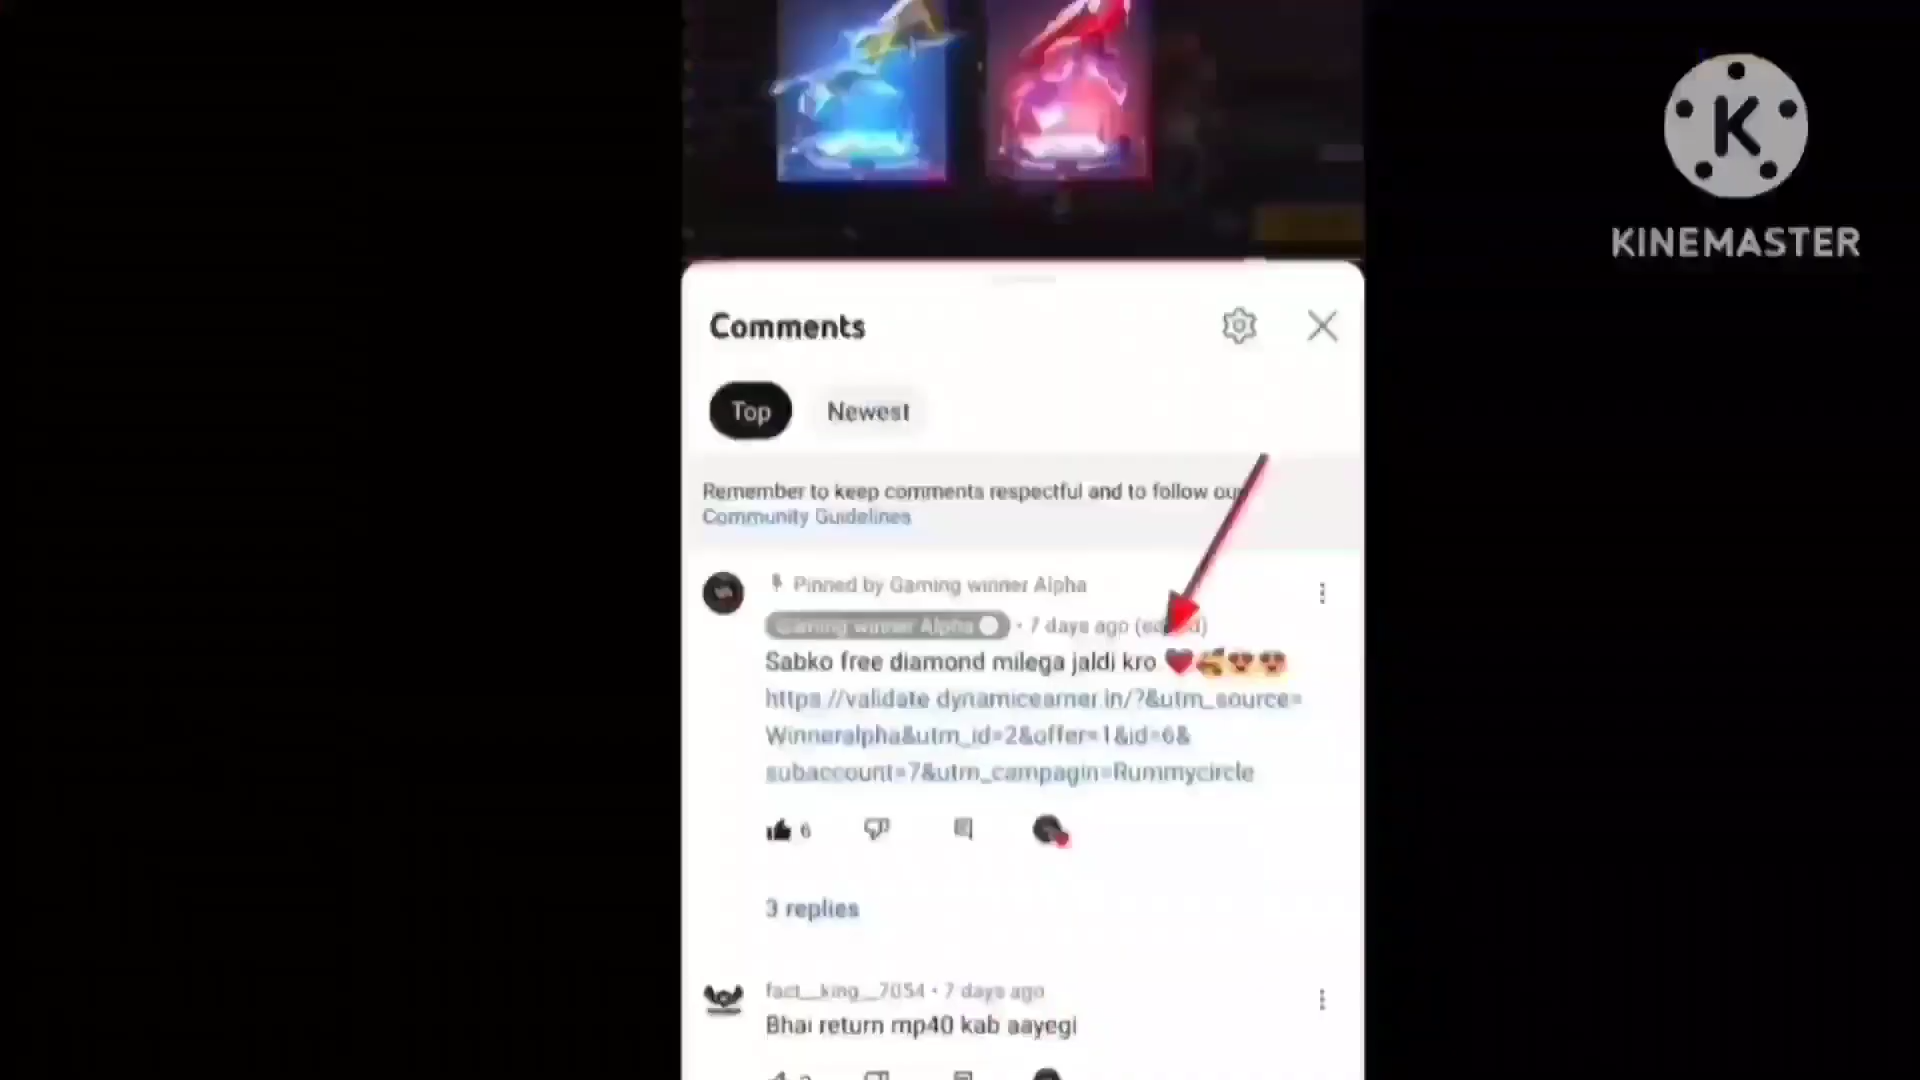 K
KINEMASTER
Comments
Top
Newest
Remember to keep comments respectful and to follow our
Community Guidelines
Pinned by Gaming winner Alpha
Gaming winner Alpha • 7 days ago (edited)
Sabko free diamond milega jaldi kro ❤️🥰😍😍
https://validate.dynamicearner.in/?&utm_source=
Winneralpha&utm_id=2&offer=1&id=6&
subaccount=7&utm_campagin=Rummycircle
6
3 replies
fact__king__7054 • 7 days ago
Bhai return mp40 kab aayegi